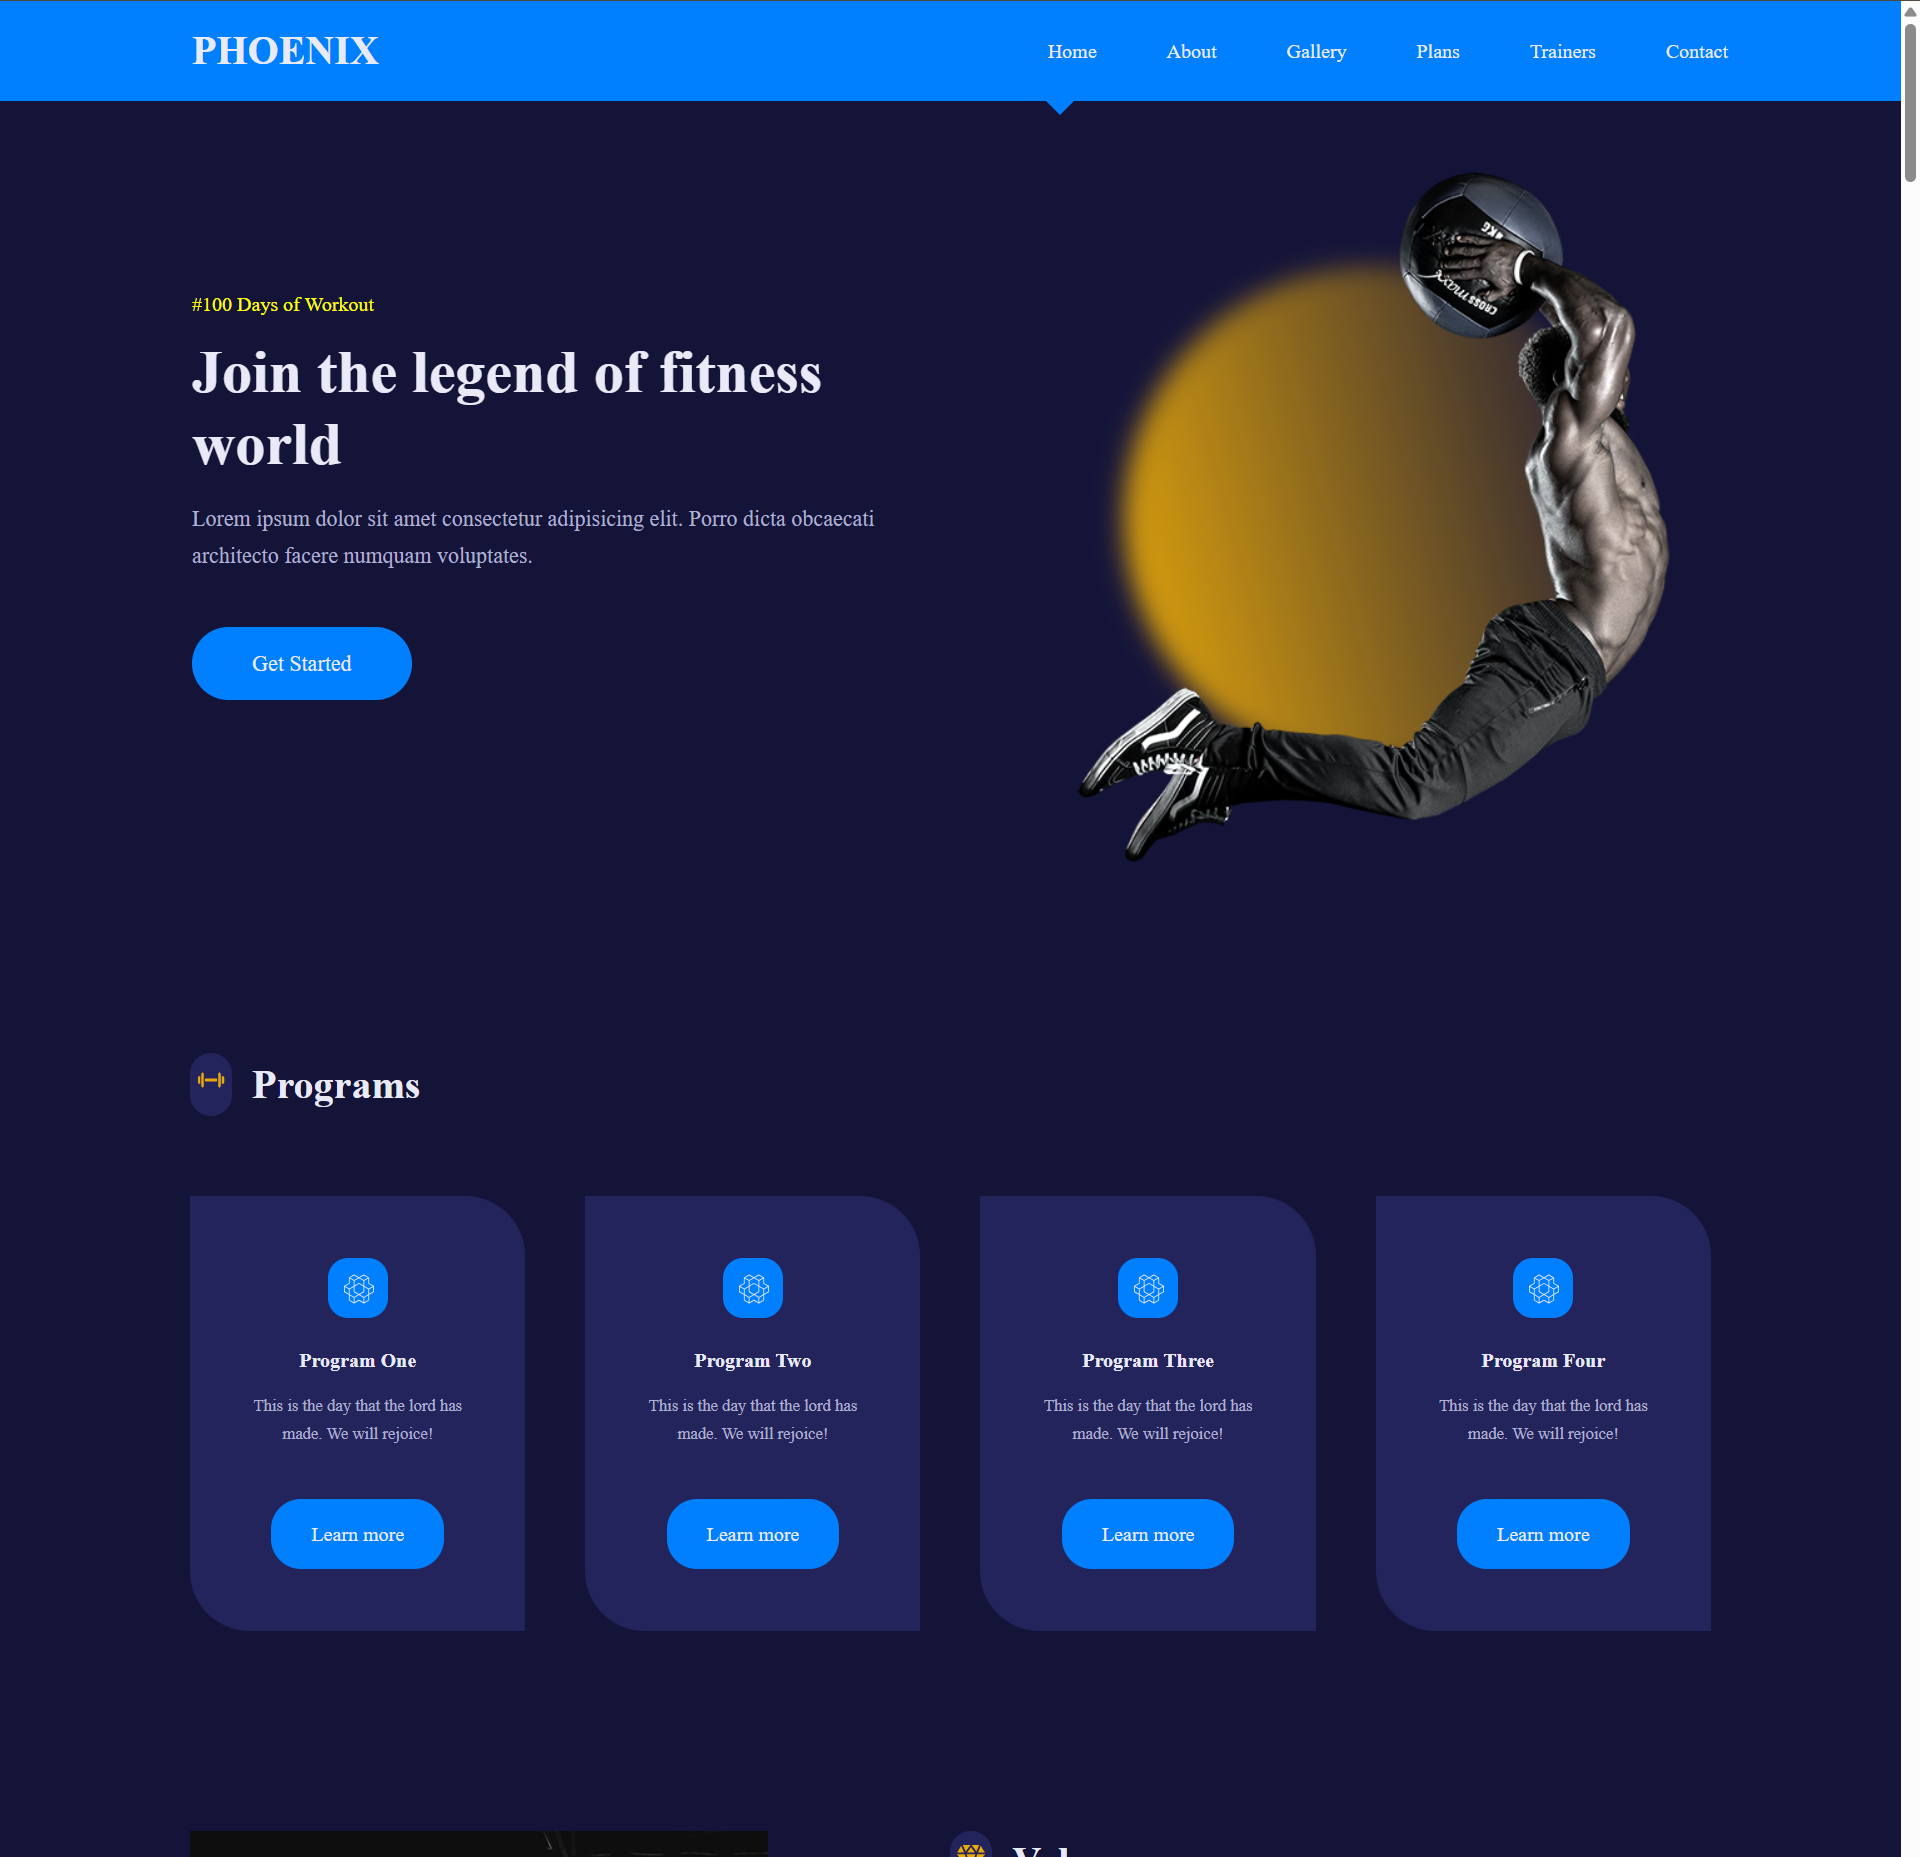 PHOENIX
Home About Gallery Plans Trainers Contact
4KG
CROSSmaxx
#100 Days of Workout
Join the legend of fitness
world
Lorem ipsum dolor sit amet consectetur adipisicing elit. Porro dicta obcaecati
architecto facere numquam voluptates.
Get Started
Programs
Program One
This is the day that the lord has
made. We will rejoice!
Learn more
Program Two
This is the day that the lord has
made. We will rejoice!
Learn more
Program Three
This is the day that the lord has
made. We will rejoice!
Learn more
Program Four
This is the day that the lord has
made. We will rejoice!
Learn more